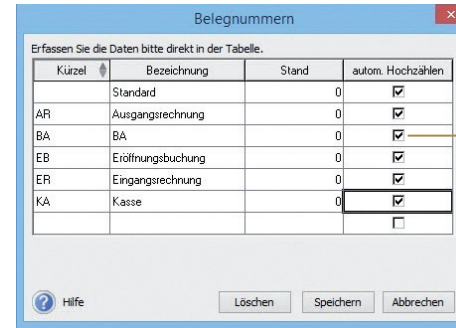 Belegnummern
Erfassen Sie die Daten bitte direkt in der Tabelle.
Kürzel Bezeichnung Stand autom. Hochzählen
Standard 0
AR Ausgangsrechnung 0
BA BA 0
EB Eröffnungsbuchung 0
ER Eingangsrechnung 0
KA Kasse 0
? Hilfe Löschen Speichern Abbrechen